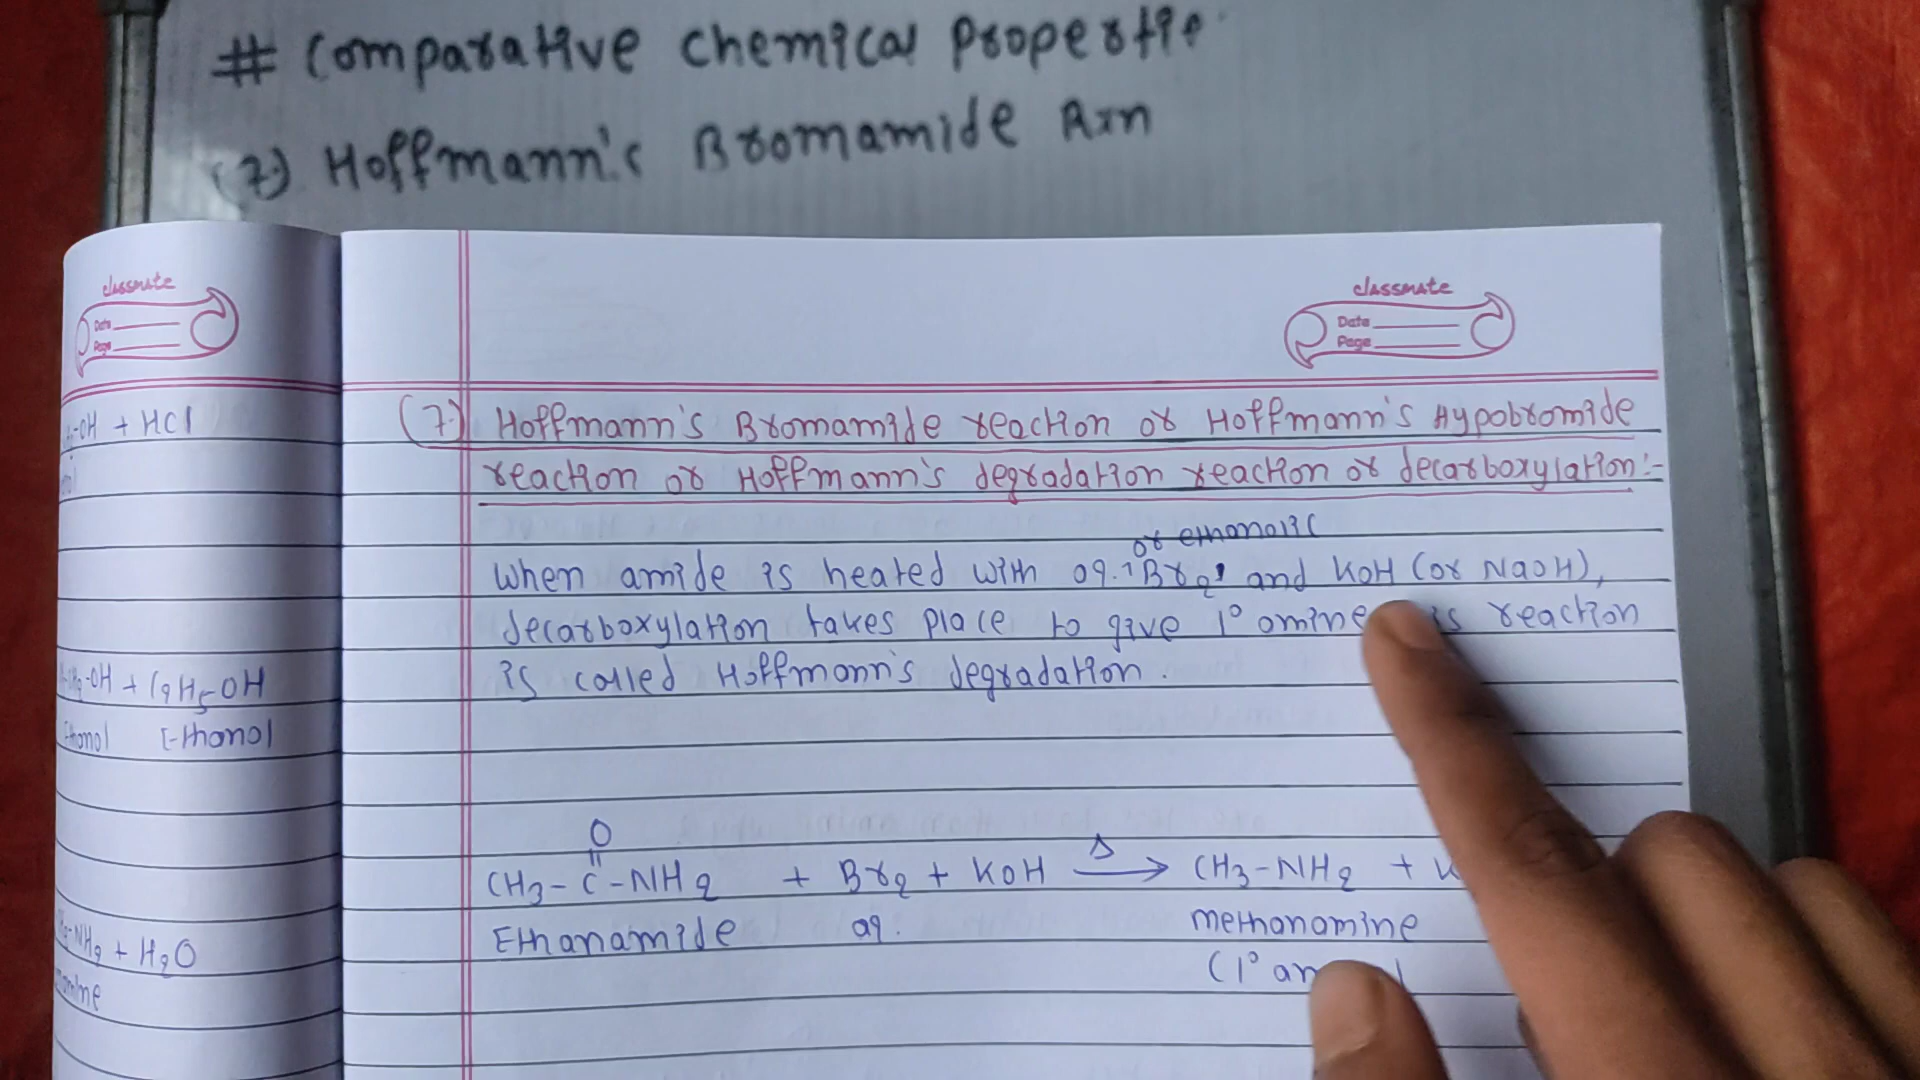 # Comparative Chemical Propertie
(7.) Hoffmann's Bromamide Rxn
classmate
Date
Page
classmate
Date
Page
-OH + HCl
(7.) Hoffmann's Bromamide reaction or Hoffmann's Hypobromide
reaction or Hoffmann's degradation reaction or decarboxylation:-
or ethanolic
When amide is heated with aq. Br2 and KOH (or NaOH),
decarboxylation takes place to give 1° amine is reaction
is called Hoffmann's degradation.
-OH + C2H5-OH
Ethanol
O
CH3-C-NH2 + Br2 + KOH Δ → CH3-NH2 + K
Ethanamide aq. Methanamine
(1° am
-NH2 + H2O